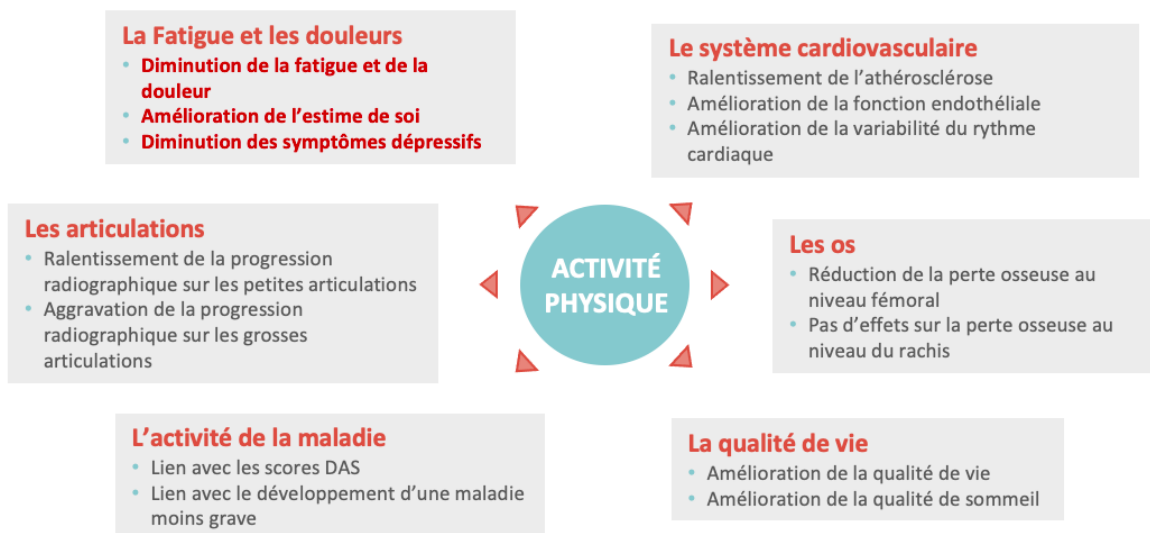 La Fatigue et les douleurs
• Diminution de la fatigue et de la
douleur
• Amélioration de l'estime de soi
• Diminution des symptômes dépressifs
Le système cardiovasculaire
• Ralentissement de l'athérosclérose
• Amélioration de la fonction endothéliale
• Amélioration de la variabilité du rythme
cardiaque
Les articulations
• Ralentissement de la progression
radiographique sur les petites articulations
• Aggravation de la progression
radiographique sur les grosses
articulations
ACTIVITÉ
PHYSIQUE
Les os
• Réduction de la perte osseuse au
niveau fémoral
• Pas d'effets sur la perte osseuse au
niveau du rachis
L'activité de la maladie
• Lien avec les scores DAS
• Lien avec le développement d'une maladie
moins grave
La qualité de vie
• Amélioration de la qualité de vie
• Amélioration de la qualité de sommeil